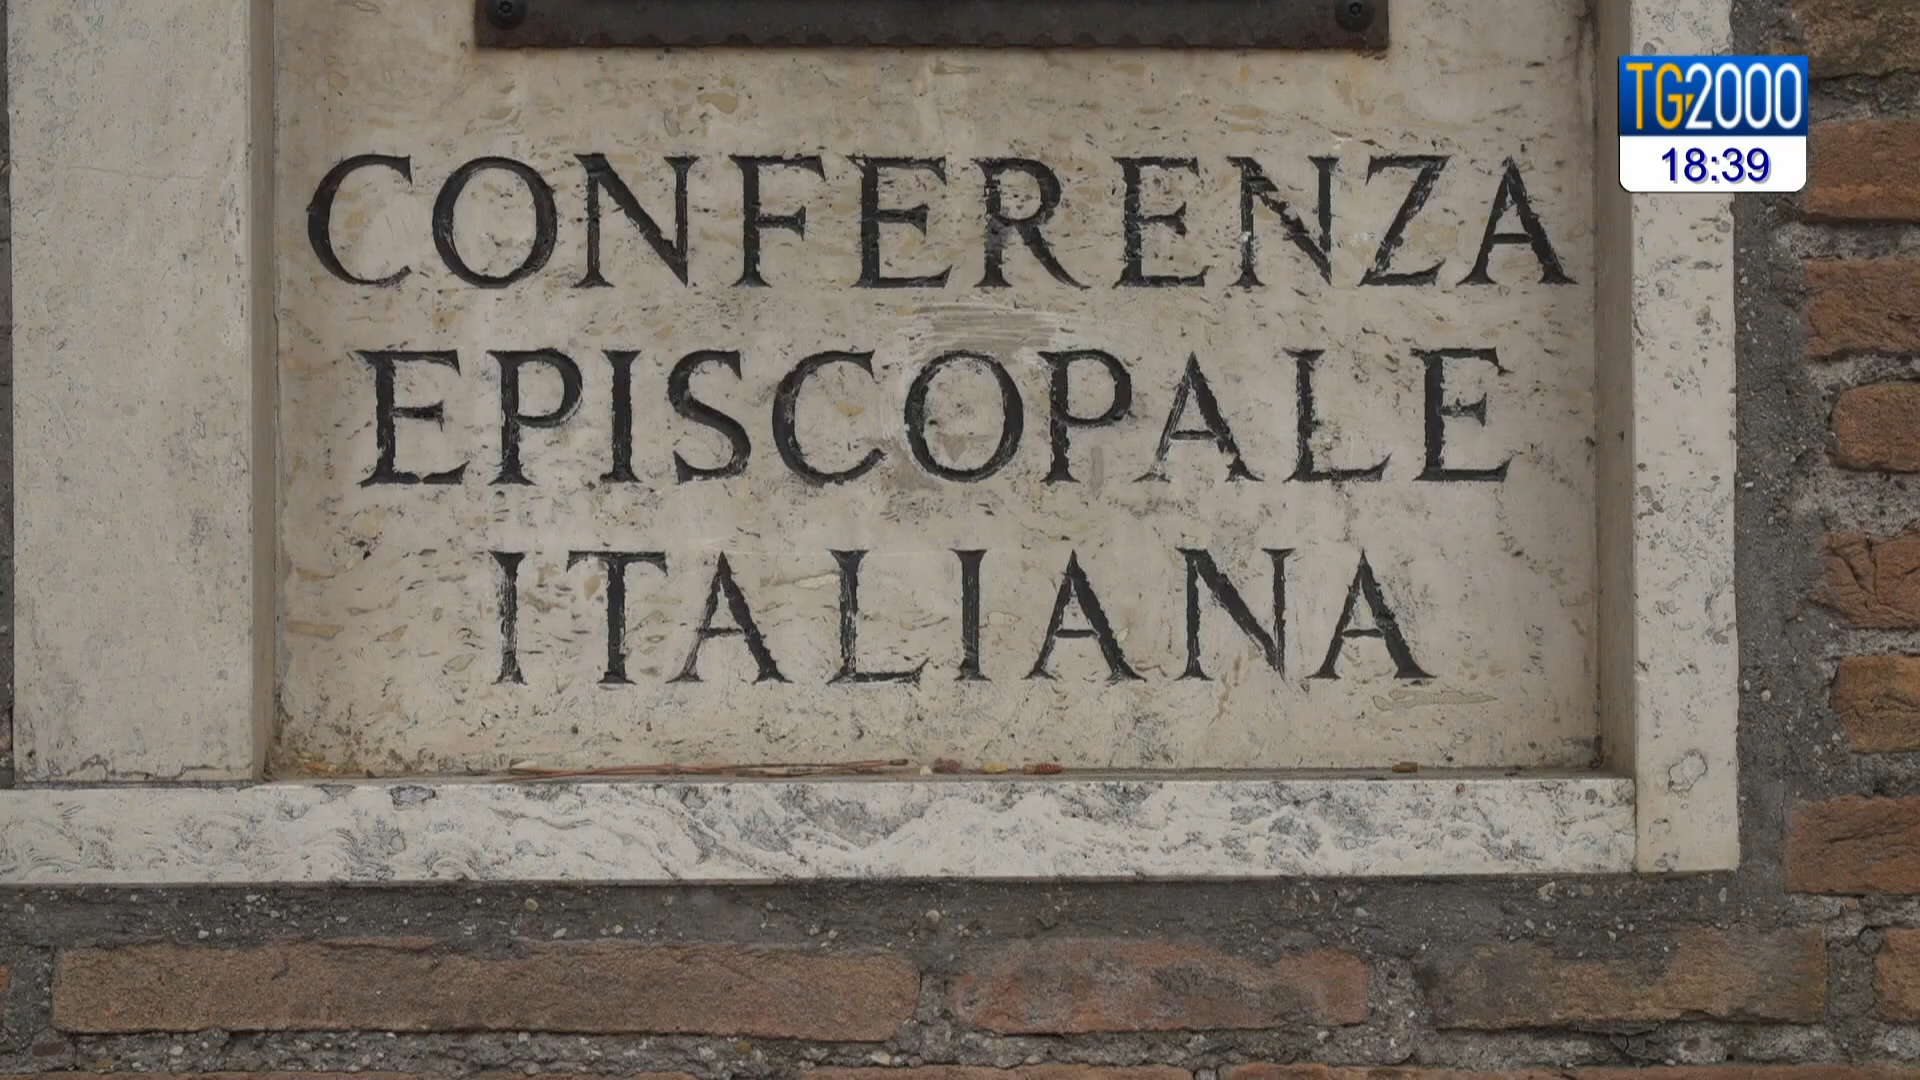 TG2000
18:39
CONFERENZA
EPISCOPALE
ITALIANA